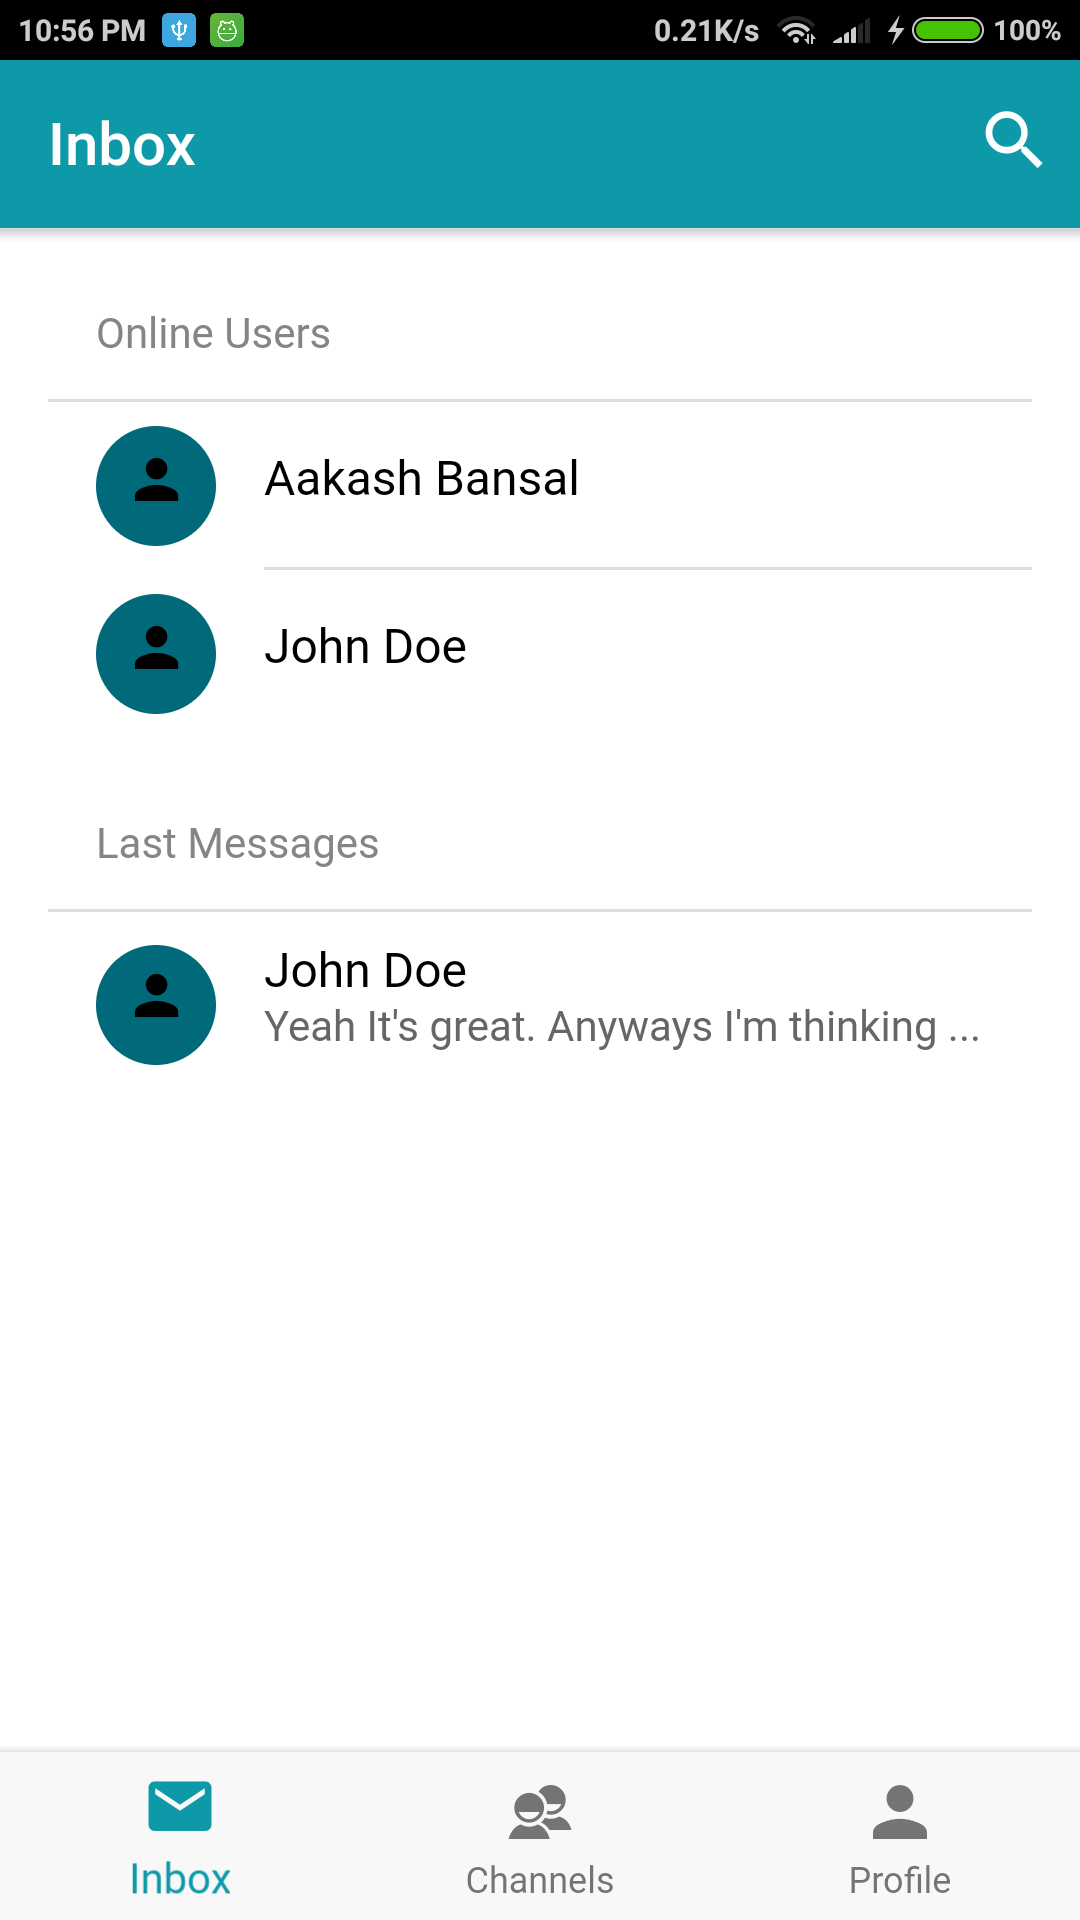 10:56 PM 0.21K/s 100%
Inbox
Online Users
Aakash Bansal
John Doe
Last Messages
John Doe
Yeah It's great. Anyways I'm thinking ...
Inbox Channels Profile